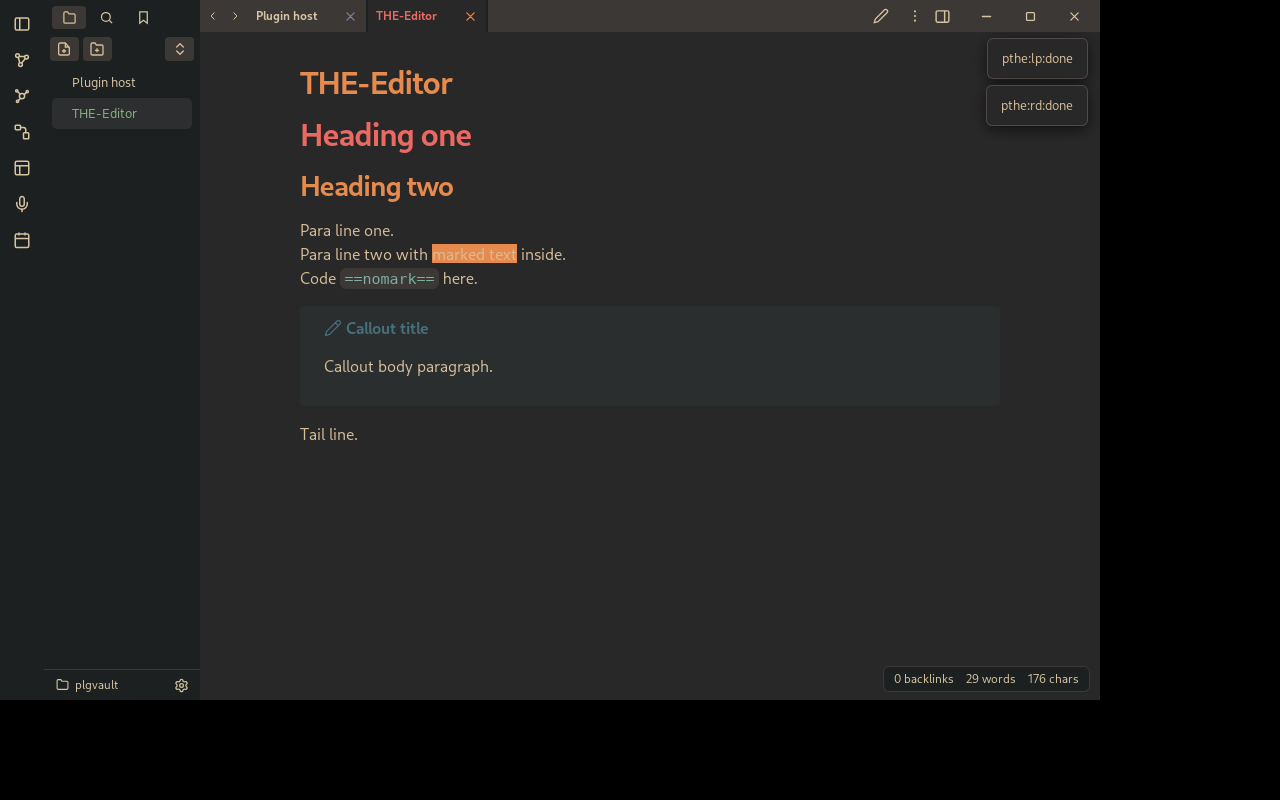 Plugin host
THE-Editor
pthe:lp:done
pthe:rd:done
Plugin host
THE-Editor
THE-Editor
Heading one
Heading two
Para line one.
Para line two with marked text inside.
Code ==nomark== here.
Callout title
Callout body paragraph.
Tail line.
plgvault
0 backlinks 29 words 176 chars